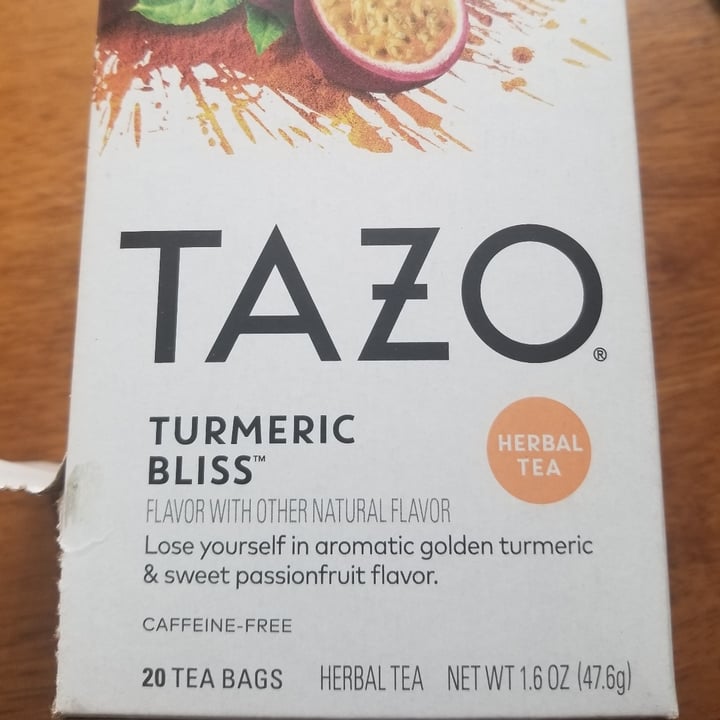 TAZO®
TURMERIC
BLISS™
HERBAL
TEA
FLAVOR WITH OTHER NATURAL FLAVOR
Lose yourself in aromatic golden turmeric
& sweet passionfruit flavor.
CAFFEINE-FREE
20 TEA BAGS HERBAL TEA NET WT 1.6 OZ (47.6g)